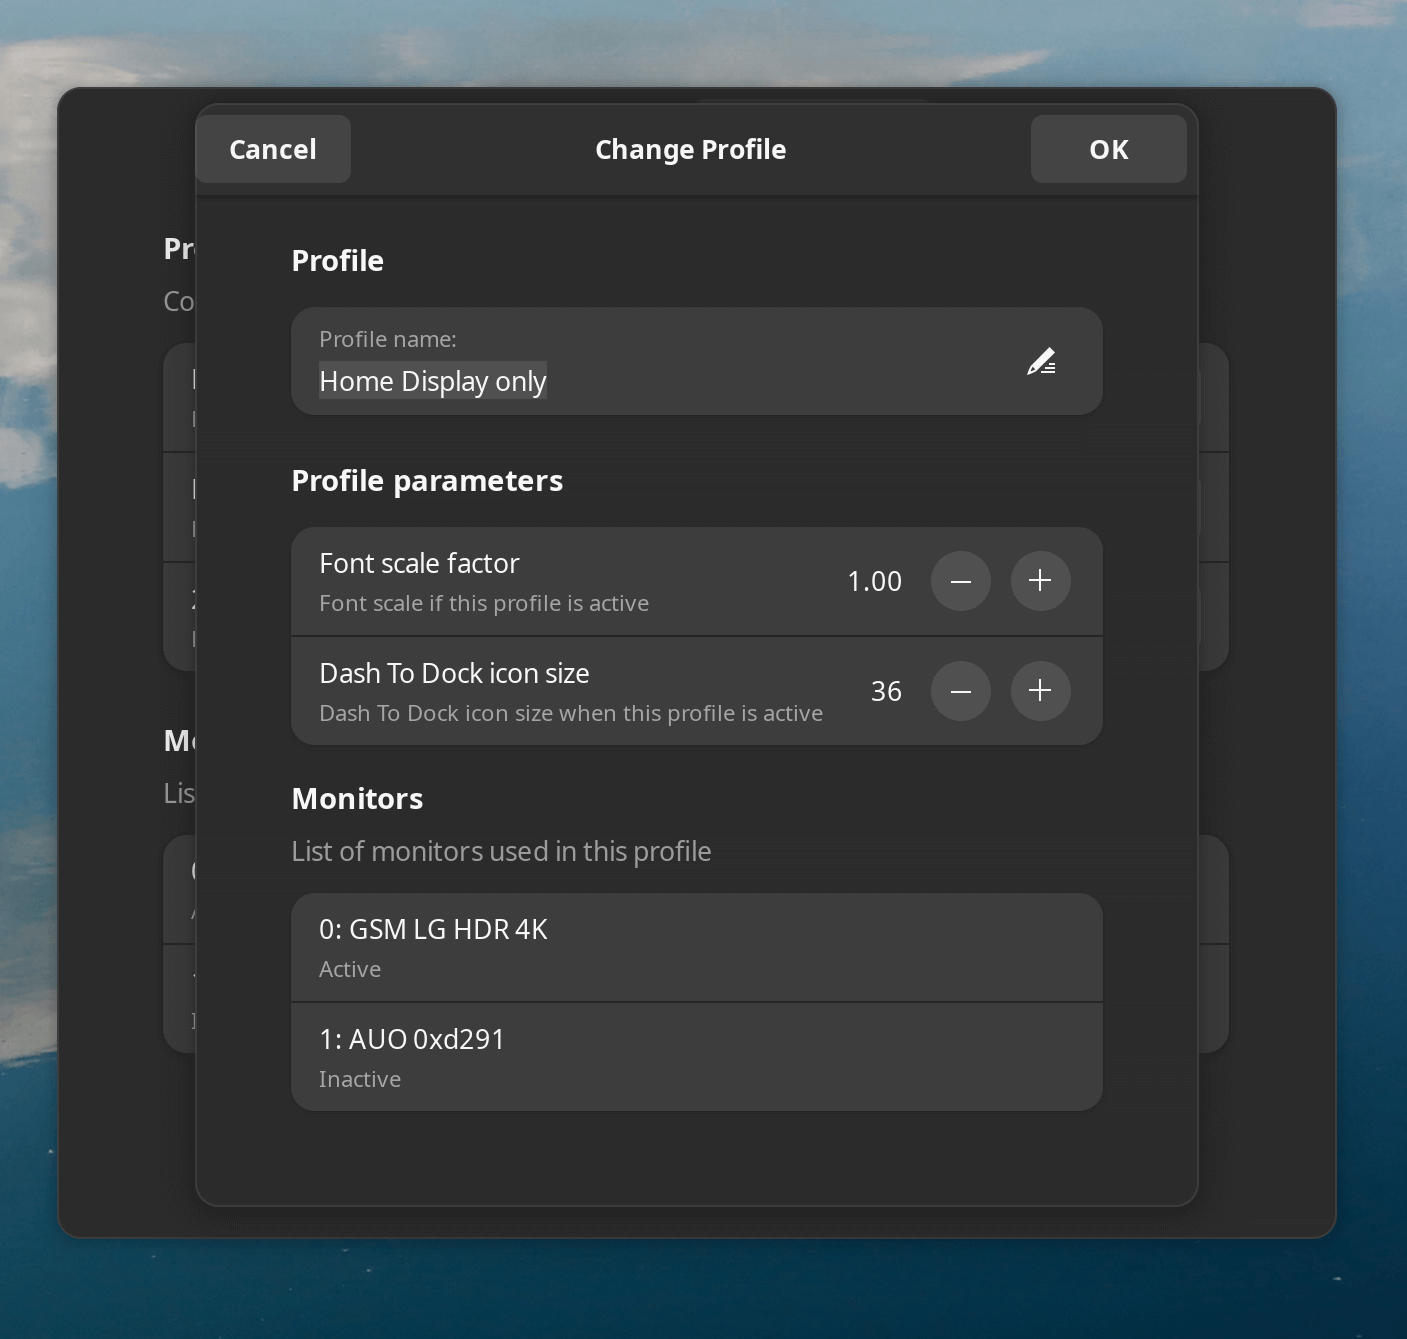 Cancel
Change Profile
OK
Profile
Profile name:
Home Display only
Profile parameters
Font scale factor
Font scale if this profile is active
1.00
Dash To Dock icon size
Dash To Dock icon size when this profile is active
36
Monitors
List of monitors used in this profile
0: GSM LG HDR 4K
Active
1: AUO 0xd291
Inactive